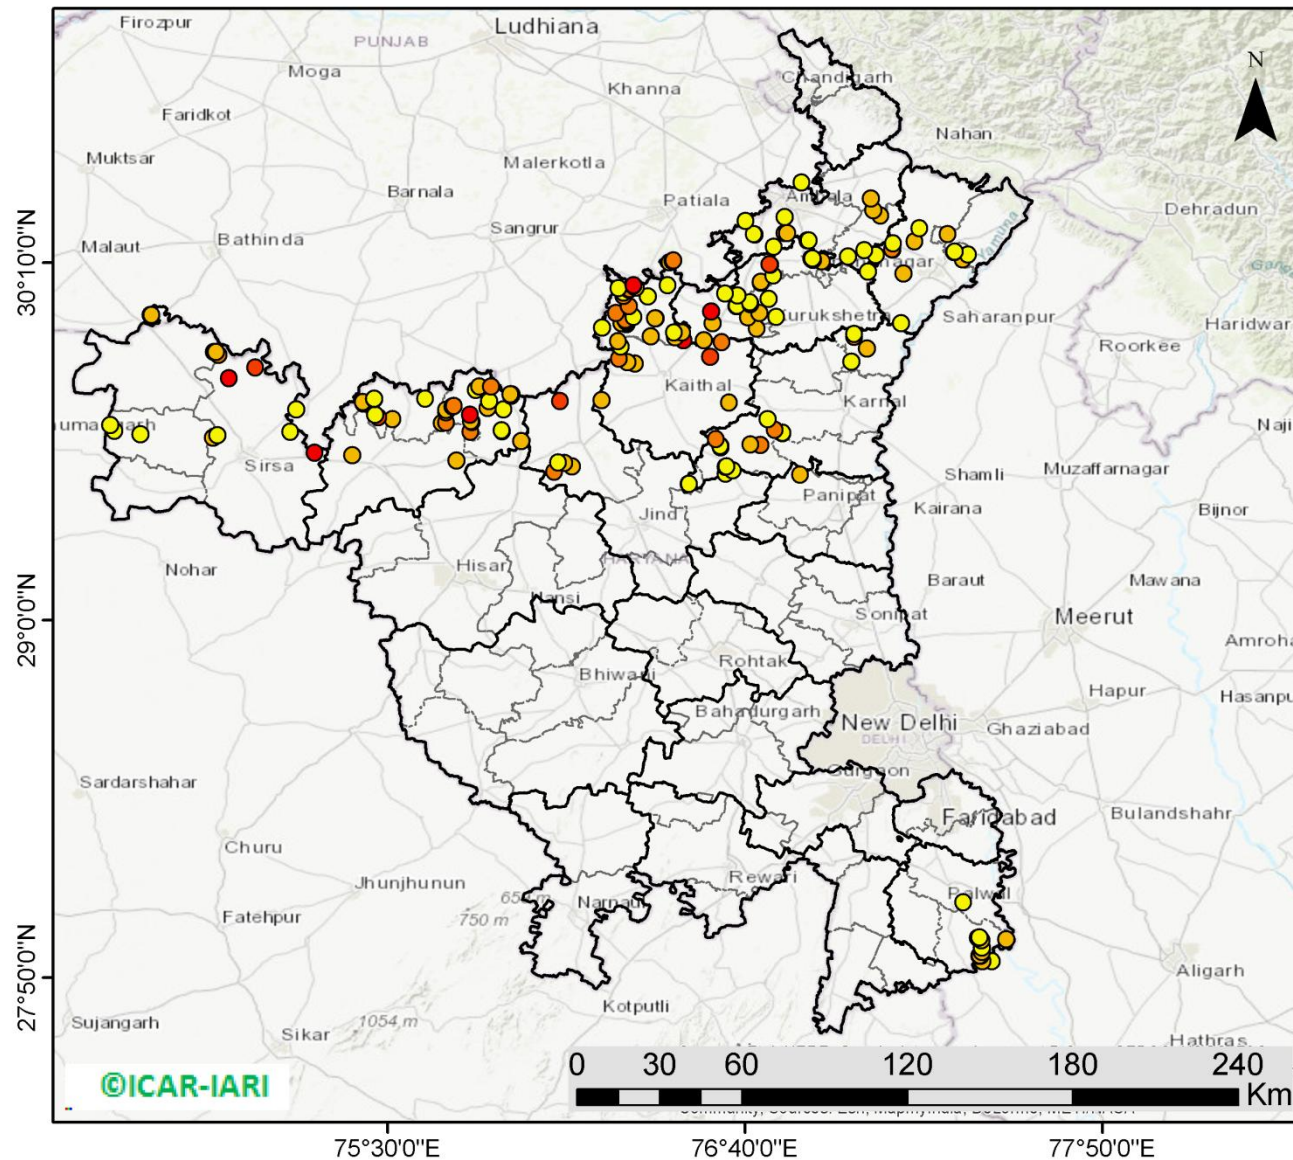 Firozpur
Ludhiana
PUNJAB
Moga
Khanna
Chandigarh
N
Faridkot
Nahan
Muktsar
Malerkotla
Barnala
Patiala
Dehradun
Sangrur
Bathinda
Malaut
Yamuna
30°10'0"N
Saharanpur
Haridwar
Roorkee
Kaithal
Karnal
Sirsa
Shamli
Muzaffarnagar
Panipat
Kairana
Bijnor
Jind
HARYANA
Nohar
Hisar
Baraut
Mawana
Hansi
29°0'0"N
Sonipat
Meerut
Amroha
Rohtak
Bhiwani
Hapur
Hasanpu
Bahadurgarh
New Delhi
DELHI
Ghaziabad
Gurgaon
Sardarshahar
Faridabad
Bulandshahr
Churu
Rewari
Jhunjhunun
Palwal
Narnaul
Fatehpur
750 m
27°50'0"N
Aligarh
Kotputli
Sujangarh
1054 m
Sikar
Hathras
©ICAR-IARI
0 30 60 120 180 240
Km
75°30'0"E
76°40'0"E
77°50'0"E